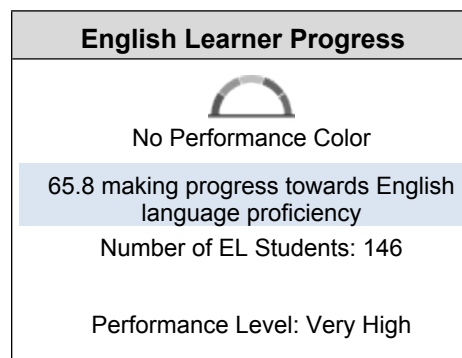 English Learner Progress
No Performance Color
65.8 making progress towards English
language proficiency
Number of EL Students: 146
Performance Level: Very High